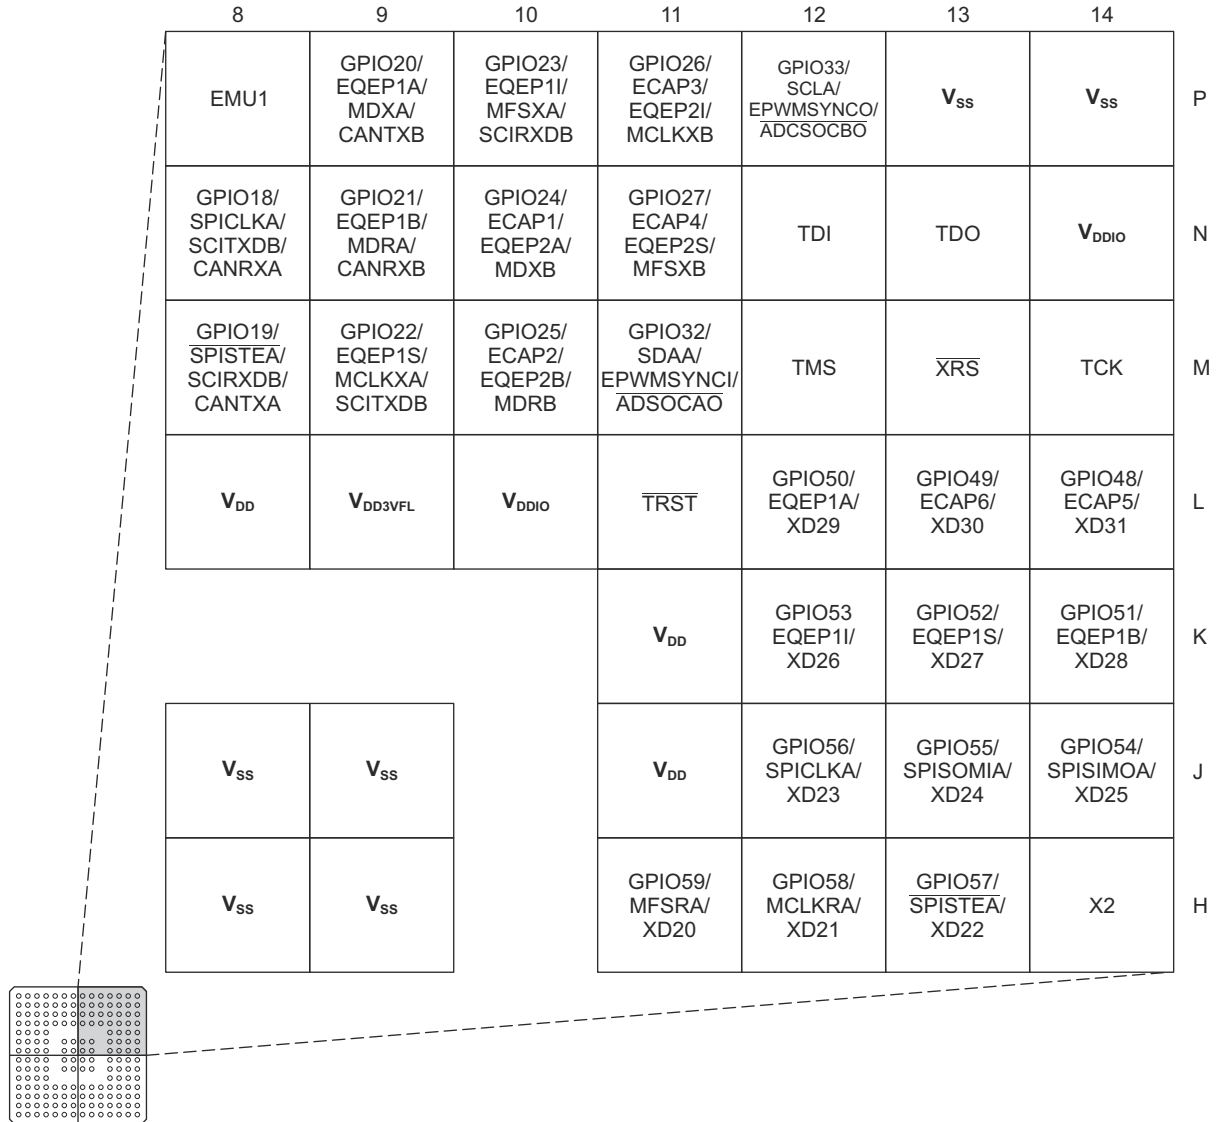 8 9 10 11 12 13 14
EMU1
GPIO20/
EQEP1A/
MDXA/
CANTXB
GPIO23/
EQEP1I/
MFSXA/
SCIRXDB
GPIO26/
ECAP3/
EQEP2I/
MCLKXB
GPIO33/
SCLA/
EPWMSYNCO/
ADCSOCBO
VSS
VSS
P
GPIO18/
SPICLKA/
SCITXDB/
CANRXA
GPIO21/
EQEP1B/
MDRA/
CANRXB
GPIO24/
ECAP1/
EQEP2A/
MDXB
GPIO27/
ECAP4/
EQEP2S/
MFSXB
TDI
TDO
VDDIO
N
GPIO19/
SPISTEA/
SCIRXDB/
CANTXA
GPIO22/
EQEP1S/
MCLKXA/
SCITXDB
GPIO25/
ECAP2/
EQEP2B/
MDRB
GPIO32/
SDAA/
EPWMSYNCI/
ADSOCAO
TMS
XRS
TCK
M
VDD
VDD3VFL
VDDIO
TRST
GPIO50/
EQEP1A/
XD29
GPIO49/
ECAP6/
XD30
GPIO48/
ECAP5/
XD31
L
VDD
GPIO53
EQEP1I/
XD26
GPIO52/
EQEP1S/
XD27
GPIO51/
EQEP1B/
XD28
K
VSS
VSS
VDD
GPIO56/
SPICLKA/
XD23
GPIO55/
SPISOMIA/
XD24
GPIO54/
SPISIMOA/
XD25
J
VSS
VSS
GPIO59/
MFSRA/
XD20
GPIO58/
MCLKRA/
XD21
GPIO57/
SPISTEA/
XD22
X2
H